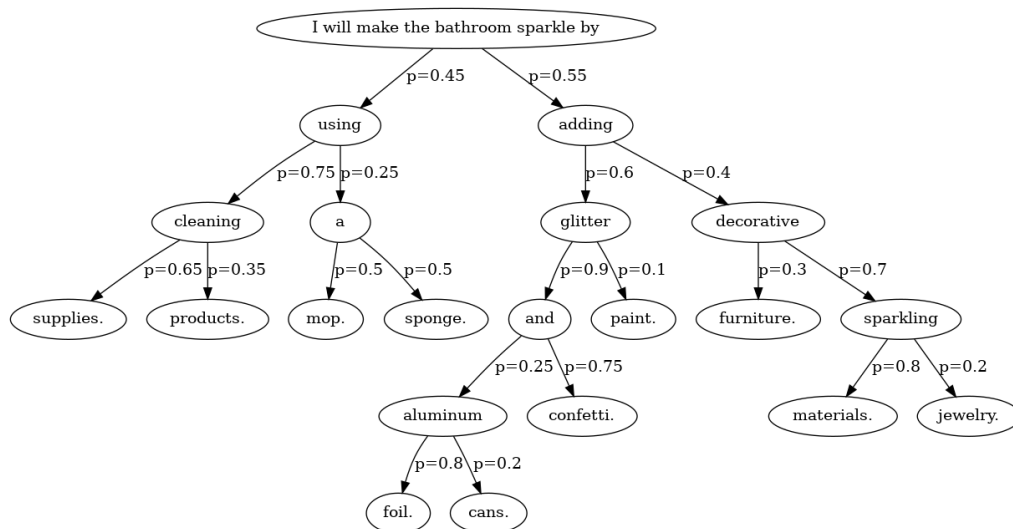 I will make the bathroom sparkle by
p=0.45 p=0.55
using adding
p=0.75 p=0.25 p=0.6 p=0.4
cleaning a glitter decorative
p=0.65 p=0.35 p=0.5 p=0.5 p=0.9 p=0.1 p=0.3 p=0.7
supplies. products. mop. sponge. and paint. furniture. sparkling
p=0.25 p=0.75 p=0.8 p=0.2
aluminum confetti. materials. jewelry.
p=0.8 p=0.2
foil. cans.